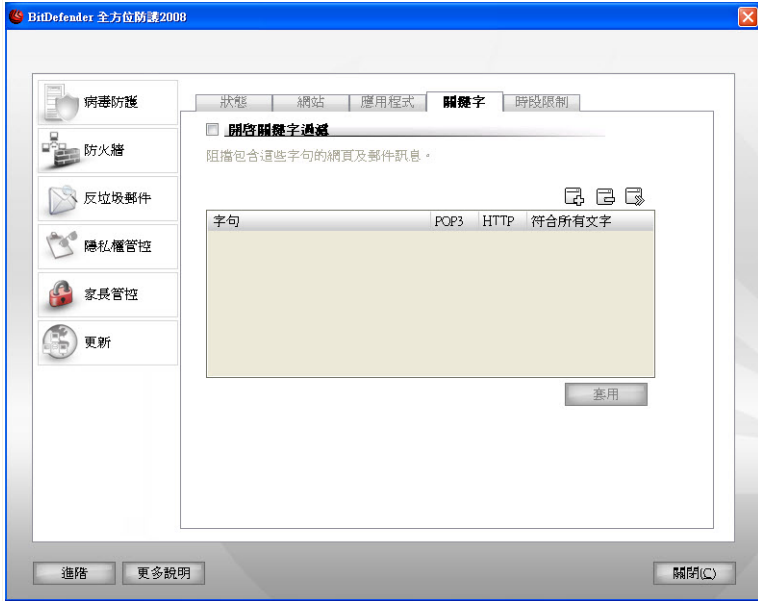 BitDefender 全方位防護2008
病毒防護
防火牆
反垃圾郵件
隱私權管控
家長管控
更新
狀態 網站 應用程式 關鍵字 時段限制
開啓關鍵字過濾
阻擋包含這些字句的網頁及郵件訊息。
字句 POP3 HTTP 符合所有文字
套用
進階 更多說明 關閉(C)